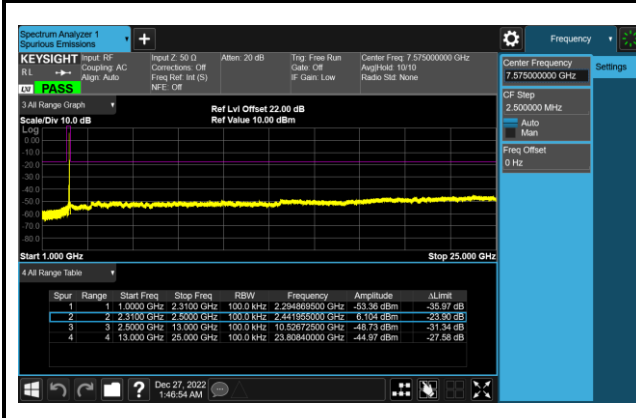 Spectrum Analyzer 1
Spurious Emissions
Frequency
KEYSIGHT
R L
LXI PASS
Input: RF
Coupling: AC
Align: Auto
Input Z: 50 Ω
Corrections: Off
Freq Ref: Int (S)
NFE: Off
Atten: 20 dB
Trig: Free Run
Gate: Off
IF Gain: Low
Center Freq: 7.575000000 GHz
Avg|Hold: 10/10
Radio Std: None
Center Frequency
7.575000000 GHz
Settings
CF Step
2.500000 MHz
Auto
Man
Freq Offset
0 Hz
3 All Range Graph
Scale/Div 10.0 dB
Ref Lvl Offset 22.00 dB
Ref Value 10.00 dBm
Log
0.00
-10.0
-20.0
-30.0
-40.0
-50.0
-60.0
-70.0
-80.0
Start 1.000 GHz
Stop 25.000 GHz
4 All Range Table
Spur Range Start Freq Stop Freq RBW Frequency Amplitude ΔLimit
1 1 1.0000 GHz 2.3100 GHz 100.0 kHz 2.294869500 GHz -53.36 dBm -35.97 dB
2 2 2.3100 GHz 2.5000 GHz 100.0 kHz 2.441955000 GHz 6.104 dBm -23.90 dB
3 3 2.5000 GHz 13.000 GHz 100.0 kHz 10.52672500 GHz -48.73 dBm -31.34 dB
4 4 13.000 GHz 25.000 GHz 100.0 kHz 23.80840000 GHz -44.97 dBm -27.58 dB
Dec 27, 2022
1:46:54 AM